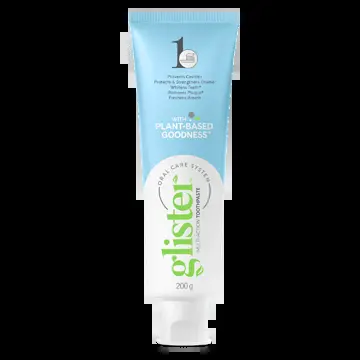 1
Prevents Cavities
Protects & Strengthens Enamel
Whitens Teeth
Removes Plaque
Freshens Breath
WITH
PLANT-BASED
GOODNESS
ORAL CARE SYSTEM
glister
MULTI-ACTION TOOTHPASTE
200 g